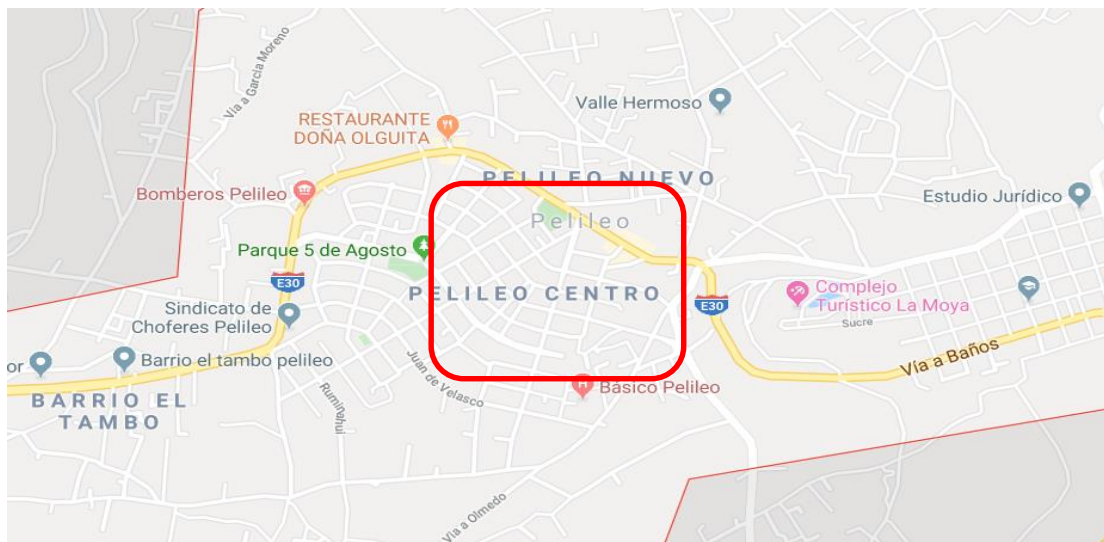 Vía a García Moreno
Valle Hermoso
RESTAURANTE
DOÑA OLGUITA
PELILEO NUEVO
Bomberos Pelileo
Estudio Jurídico
Pelileo
Parque 5 de Agosto
E30
PELILEO CENTRO
Complejo
Turístico La Moya
E30
Sindicato de
Choferes Pelileo
Sucre
or
Barrio el tambo pelileo
Juan de Velasco
Vía a Baños
Básico Pelileo
BARRIO EL
TAMBO
Rumiñahui
Vía a Olmedo